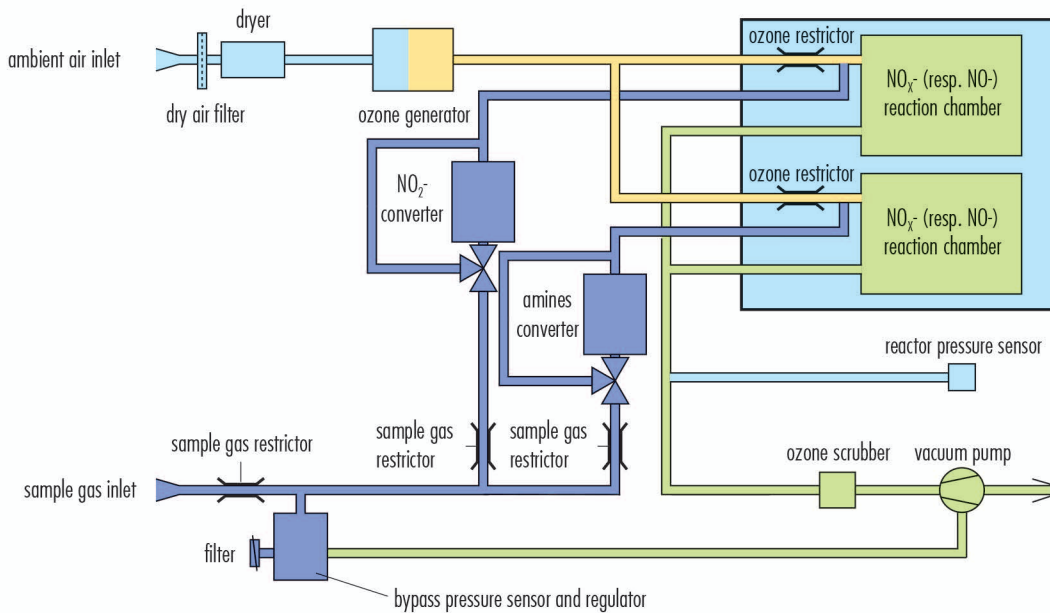 dryer
ambient air inlet
dry air filter
ozone generator
ozone restrictor
NOₓ- (resp. NO-)
reaction chamber
NO₂-
converter
ozone restrictor
NOₓ- (resp. NO-)
reaction chamber
amines
converter
reactor pressure sensor
sample gas restrictor
sample gas
restrictor
sample gas
restrictor
ozone scrubber
vacuum pump
sample gas inlet
filter
bypass pressure sensor and regulator